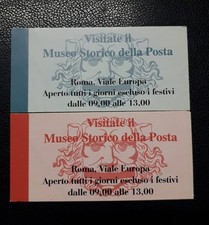 Visitate il
Museo Storico della Posta
Roma, Viale Europa
Aperto tutti i giorni escluso i festivi
dalle 09,00 alle 13,00
Visitate il
Museo Storico della Posta
Roma, Viale Europa
Aperto tutti i giorni escluso i festivi
dalle 09,00 alle 13,00